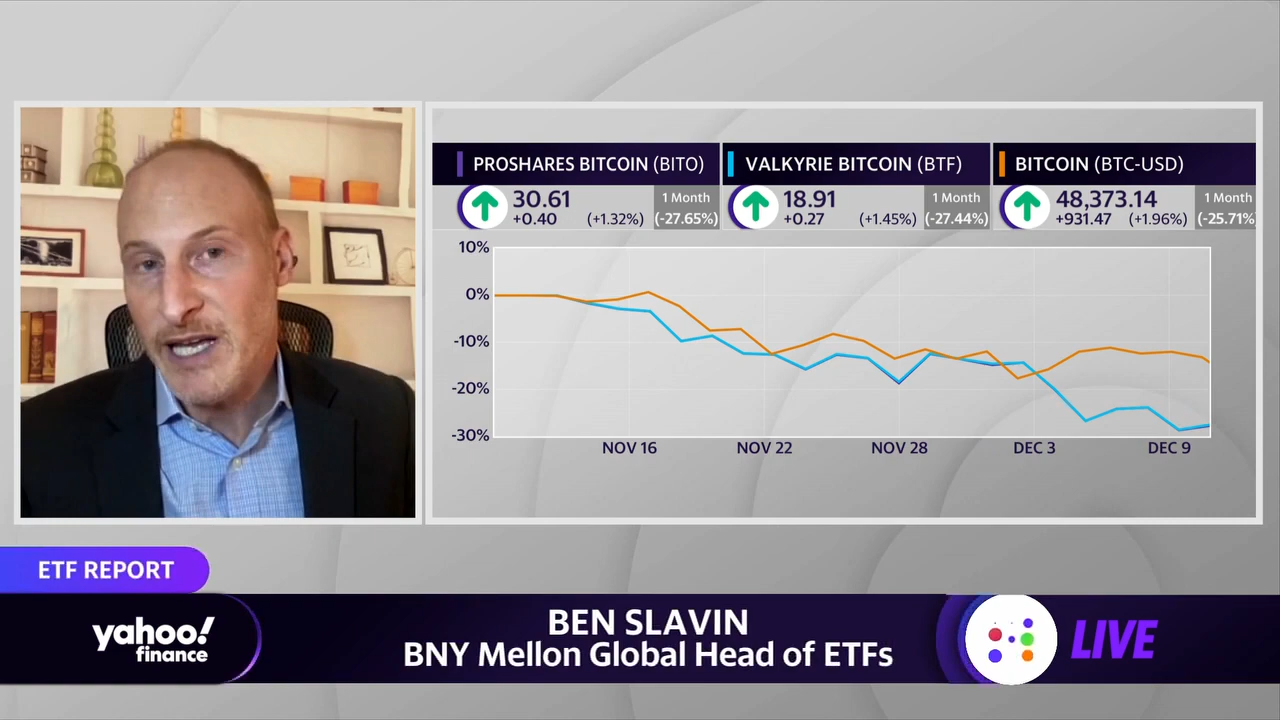 PROSHARES BITCOIN (BITO)
30.61
+0.40 (+1.32%)
1 Month
(-27.65%)
VALKYRIE BITCOIN (BTF)
18.91
+0.27 (+1.45%)
1 Month
(-27.44%)
BITCOIN (BTC-USD)
48,373.14
+931.47 (+1.96%)
1 Month
(-25.71%
10%
0%
-10%
-20%
-30%
NOV 16 NOV 22 NOV 28 DEC 3 DEC 9
ETF REPORT
yahoo!
finance
BEN SLAVIN
BNY Mellon Global Head of ETFs
LIVE